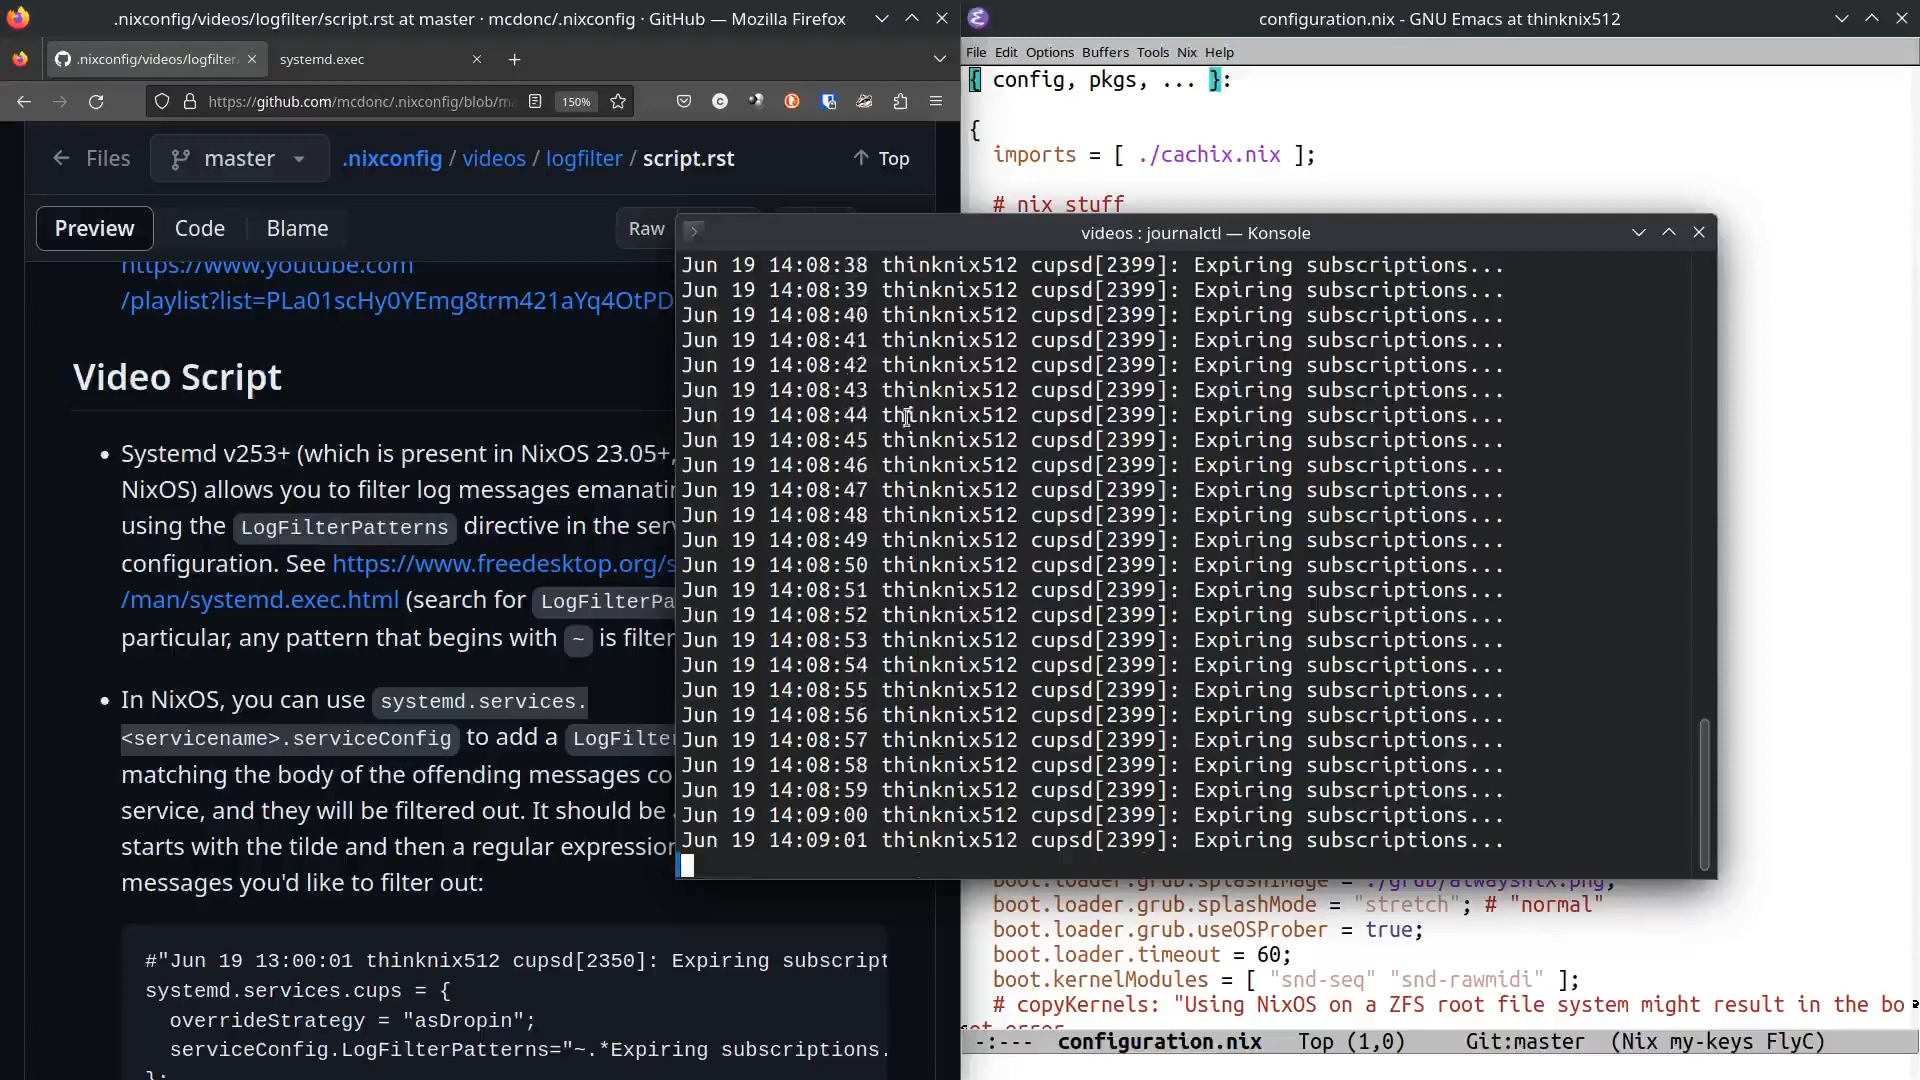 .nixconfig/videos/logfilter/script.rst at master · mcdonc/.nixconfig · GitHub — Mozilla Firefox
.nixconfig/videos/logfilter
systemd.exec
https://github.com/mcdonc/.nixconfig/blob/ma
150%
Files
master
.nixconfig / videos / logfilter / script.rst
Top
Preview
Code
Blame
Raw
https://www.youtube.com
/playlist?list=PLa01scHy0YEmg8trm421aYq4OtPD
Video Script
• Systemd v253+ (which is present in NixOS 23.05+,
NixOS) allows you to filter log messages emanati
using the LogFilterPatterns directive in the ser
configuration. See https://www.freedesktop.org/s
/man/systemd.exec.html (search for LogFilterPa
particular, any pattern that begins with ~ is filter
• In NixOS, you can use systemd.services.
<servicename>.serviceConfig to add a LogFilter
matching the body of the offending messages co
service, and they will be filtered out. It should be
starts with the tilde and then a regular expression
messages you'd like to filter out:
#"Jun 19 13:00:01 thinknix512 cupsd[2350]: Expiring subscript
systemd.services.cups = {
overrideStrategy = "asDropin";
serviceConfig.LogFilterPatterns="~.*Expiring subscriptions.
};
configuration.nix - GNU Emacs at thinknix512
File Edit Options Buffers Tools Nix Help
{ config, pkgs, ... }:
{
imports = [ ./cachix.nix ];
# nix stuff
videos : journalctl — Konsole
Jun 19 14:08:38 thinknix512 cupsd[2399]: Expiring subscriptions...
Jun 19 14:08:39 thinknix512 cupsd[2399]: Expiring subscriptions...
Jun 19 14:08:40 thinknix512 cupsd[2399]: Expiring subscriptions...
Jun 19 14:08:41 thinknix512 cupsd[2399]: Expiring subscriptions...
Jun 19 14:08:42 thinknix512 cupsd[2399]: Expiring subscriptions...
Jun 19 14:08:43 thinknix512 cupsd[2399]: Expiring subscriptions...
Jun 19 14:08:44 thinknix512 cupsd[2399]: Expiring subscriptions...
Jun 19 14:08:45 thinknix512 cupsd[2399]: Expiring subscriptions...
Jun 19 14:08:46 thinknix512 cupsd[2399]: Expiring subscriptions...
Jun 19 14:08:47 thinknix512 cupsd[2399]: Expiring subscriptions...
Jun 19 14:08:48 thinknix512 cupsd[2399]: Expiring subscriptions...
Jun 19 14:08:49 thinknix512 cupsd[2399]: Expiring subscriptions...
Jun 19 14:08:50 thinknix512 cupsd[2399]: Expiring subscriptions...
Jun 19 14:08:51 thinknix512 cupsd[2399]: Expiring subscriptions...
Jun 19 14:08:52 thinknix512 cupsd[2399]: Expiring subscriptions...
Jun 19 14:08:53 thinknix512 cupsd[2399]: Expiring subscriptions...
Jun 19 14:08:54 thinknix512 cupsd[2399]: Expiring subscriptions...
Jun 19 14:08:55 thinknix512 cupsd[2399]: Expiring subscriptions...
Jun 19 14:08:56 thinknix512 cupsd[2399]: Expiring subscriptions...
Jun 19 14:08:57 thinknix512 cupsd[2399]: Expiring subscriptions...
Jun 19 14:08:58 thinknix512 cupsd[2399]: Expiring subscriptions...
Jun 19 14:08:59 thinknix512 cupsd[2399]: Expiring subscriptions...
Jun 19 14:09:00 thinknix512 cupsd[2399]: Expiring subscriptions...
Jun 19 14:09:01 thinknix512 cupsd[2399]: Expiring subscriptions...
boot.loader.grub.splashImage = ./grub/alwaysnix.png;
boot.loader.grub.splashMode = "stretch"; # "normal"
boot.loader.grub.useOSProber = true;
boot.loader.timeout = 60;
boot.kernelModules = [ "snd-seq" "snd-rawmidi" ];
# copyKernels: "Using NixOS on a ZFS root file system might result in the bo
ot error
-:--- configuration.nix Top (1,0) Git:master (Nix my-keys FlyC)